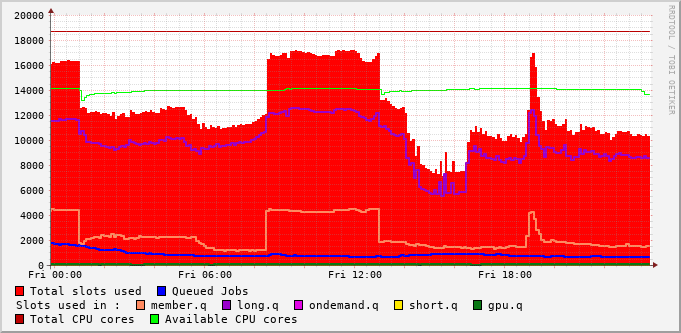 20000
18000
16000
14000
12000
10000
8000
6000
4000
2000
0
Fri 00:00 Fri 06:00 Fri 12:00 Fri 18:00
RRDTOOL / TOBI OETIKER
Total slots used Queued Jobs
Slots used in : member.q long.q ondemand.q short.q gpu.q
Total CPU cores Available CPU cores